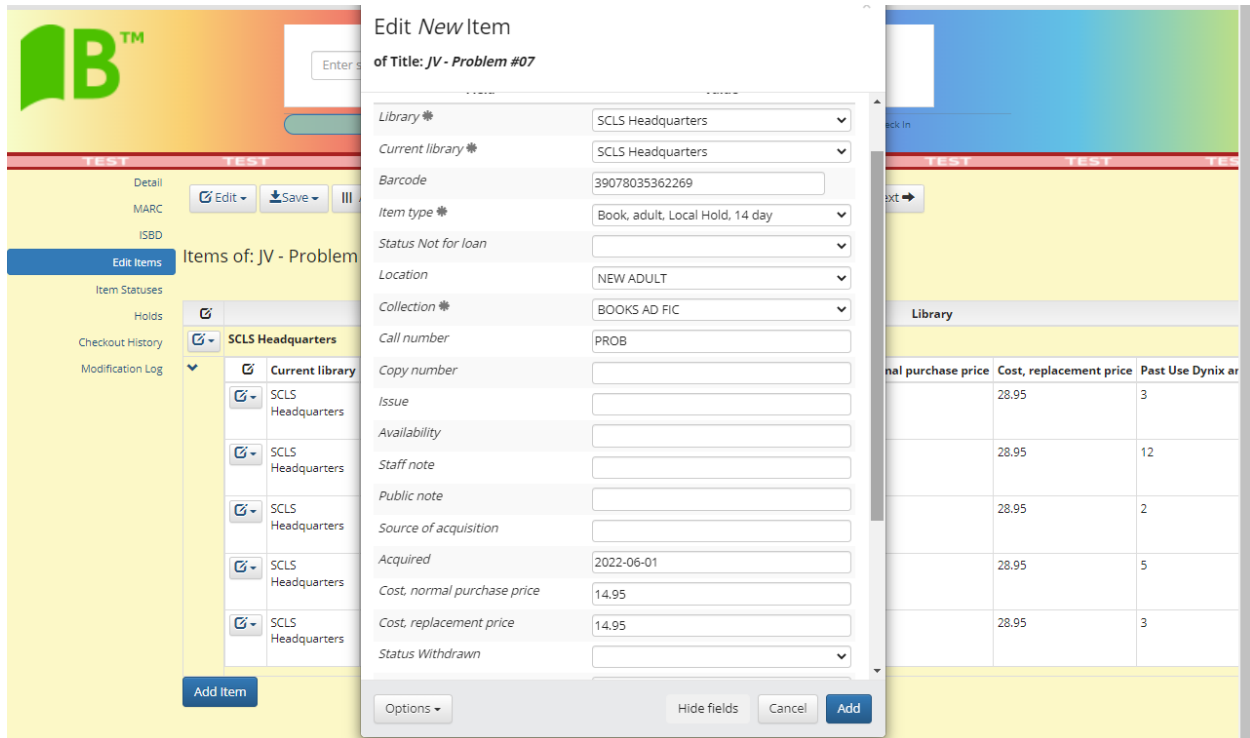 B™
Enter s
eck In
TEST TEST TEST TEST TES
Detail
MARC
ISBD
Edit Items
Item Statuses
Holds
Checkout History
Modification Log
Edit Save
ext
Items of: JV - Problem
Library
SCLS Headquarters
Current library
nal purchase price Cost, replacement price Past Use Dynix ar
SCLS Headquarters 28.95 3
SCLS Headquarters 28.95 12
SCLS Headquarters 28.95 2
SCLS Headquarters 28.95 5
SCLS Headquarters 28.95 3
Add Item
Edit New Item
of Title: JV - Problem #07
Library SCLS Headquarters
Current library SCLS Headquarters
Barcode 39078035362269
Item type Book, adult, Local Hold, 14 day
Status Not for loan
Location NEW ADULT
Collection BOOKS AD FIC
Call number PROB
Copy number
Issue
Availability
Staff note
Public note
Source of acquisition
Acquired 2022-06-01
Cost, normal purchase price 14.95
Cost, replacement price 14.95
Status Withdrawn
Options Hide fields Cancel Add